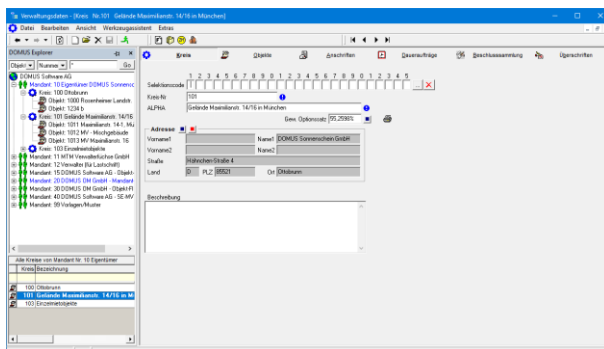 Verwaltungsdaten - [Kreis Nr.101 Gelände Maximilianstr. 14/16 in München]
Datei Bearbeiten Ansicht Werkzeugassistent Extras
DOMUS Explorer
Objekt Nummer Go
Kreis Objekte Anschriften Daueraufträge Beschlusssammlung Überschriften
DOMUS Software AG
Mandant: 10 Eigentümer DOMUS Sonnensc
Kreis: 100 Ottobrunn
Objekt: 1000 Rosenheimer Landstr.
Objekt: 1234 b
Kreis: 101 Gelände Maximilianstr. 14/16
Objekt: 1011 Maximilianstr. 14-1, Mü
Objekt: 1012 MV - Mischgebäude
Objekt: 1013 MV Maximilianstr. 16
Kreis: 103 Einzelmietobjekte
Mandant: 11 MTM Verwalterfüchse GmbH
Mandant: 12 Verwalter (für Lastschrift)
Mandant: 15 DOMUS Software AG - Objekt-
Mandant: 20 DOMUS DM GmbH - Mandant
Mandant: 30 DOMUS DM GmbH - Objekt-FI
Mandant: 40 DOMUS Software AG - SE-MV
Mandant: 99 Vorlagen/Muster
1 2 3 4 5 6 7 8 9 0 1 2 3 4 5 6 7 8 9 0 1 2 3 4 5
Selektionscode ... X
Kreis-Nr 101
ALPHA Gelände Maximilianstr. 14/16 in München
Gew. Optionssatz 95,2598%
Adresse
Vorname1 Name1 DOMUS Sonnenschein GmbH
Vorname2 Name2
Straße Hohnchen-Straße 4
Land D PLZ 85521 Ort Ottobrunn
Beschreibung
Alle Kreise von Mandant Nr. 10 Eigentümer
Kreis Bezeichnung
100 Ottobrunn
101 Gelände Maximilianstr. 14/16 in M
103 Einzelmietobjekte